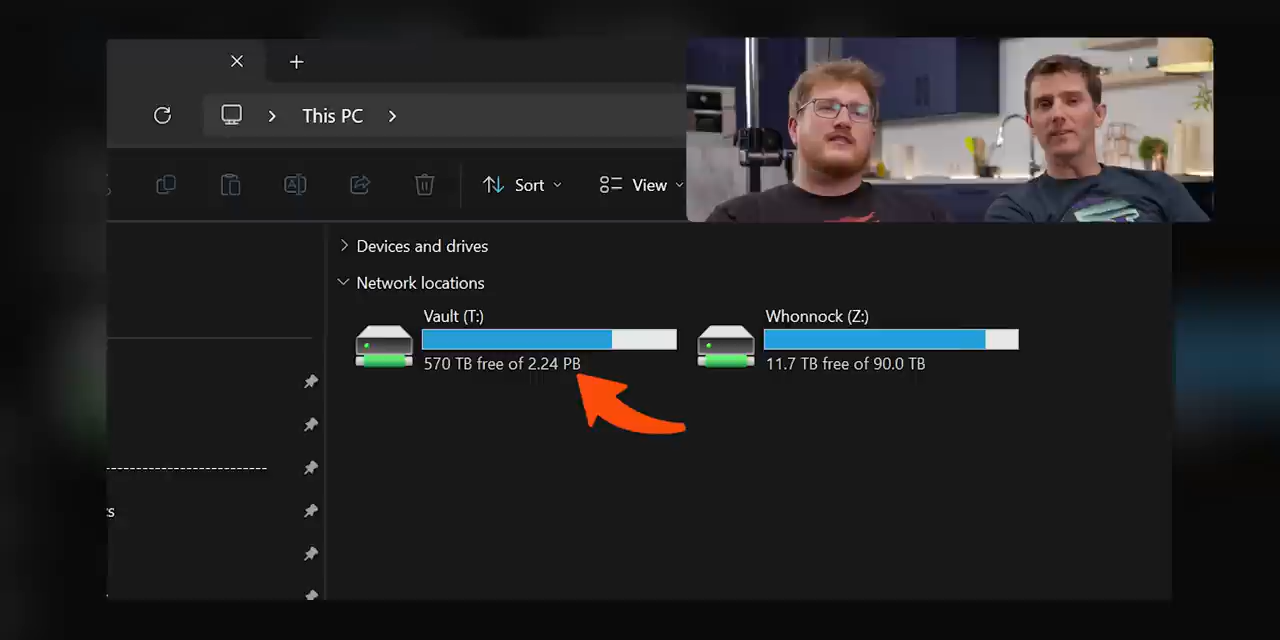 This PC
Sort
View
Devices and drives
Network locations
Vault (T:)
570 TB free of 2.24 PB
Whonnock (Z:)
11.7 TB free of 90.0 TB
---------------------------
rs